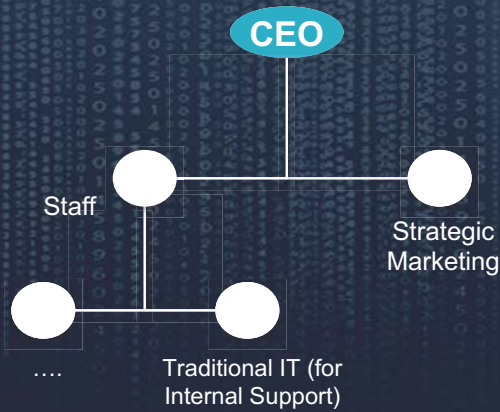 CEO
Staff
Strategic
Marketing
....
Traditional IT (for
Internal Support)